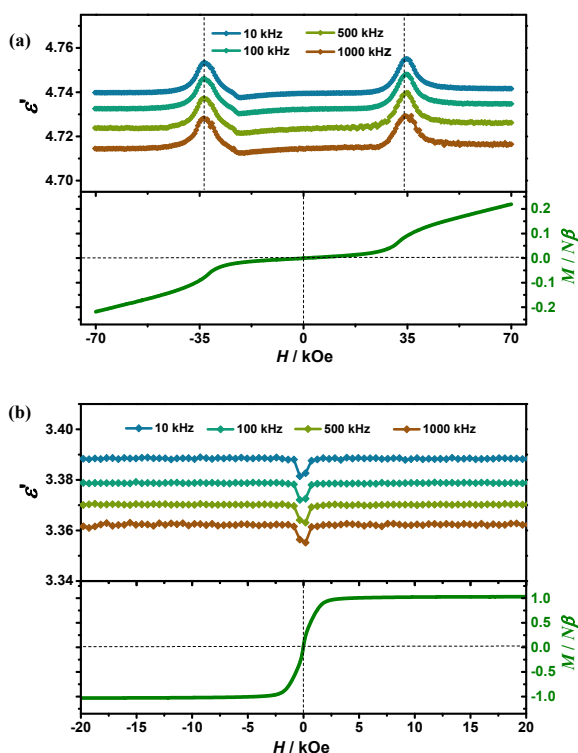 (a)
10 kHz 500 kHz
100 kHz 1000 kHz
4.76
4.74
4.72
4.70
ε'
0.2
0.1
0.0
-0.1
-0.2
M / Nβ
-70 -35 0 35 70
H / kOe
(b)
10 kHz 100 kHz 500 kHz 1000 kHz
3.40
3.38
3.36
3.34
ε'
1.0
0.5
0.0
-0.5
-1.0
M / Nβ
-20 -15 -10 -5 0 5 10 15 20
H / kOe